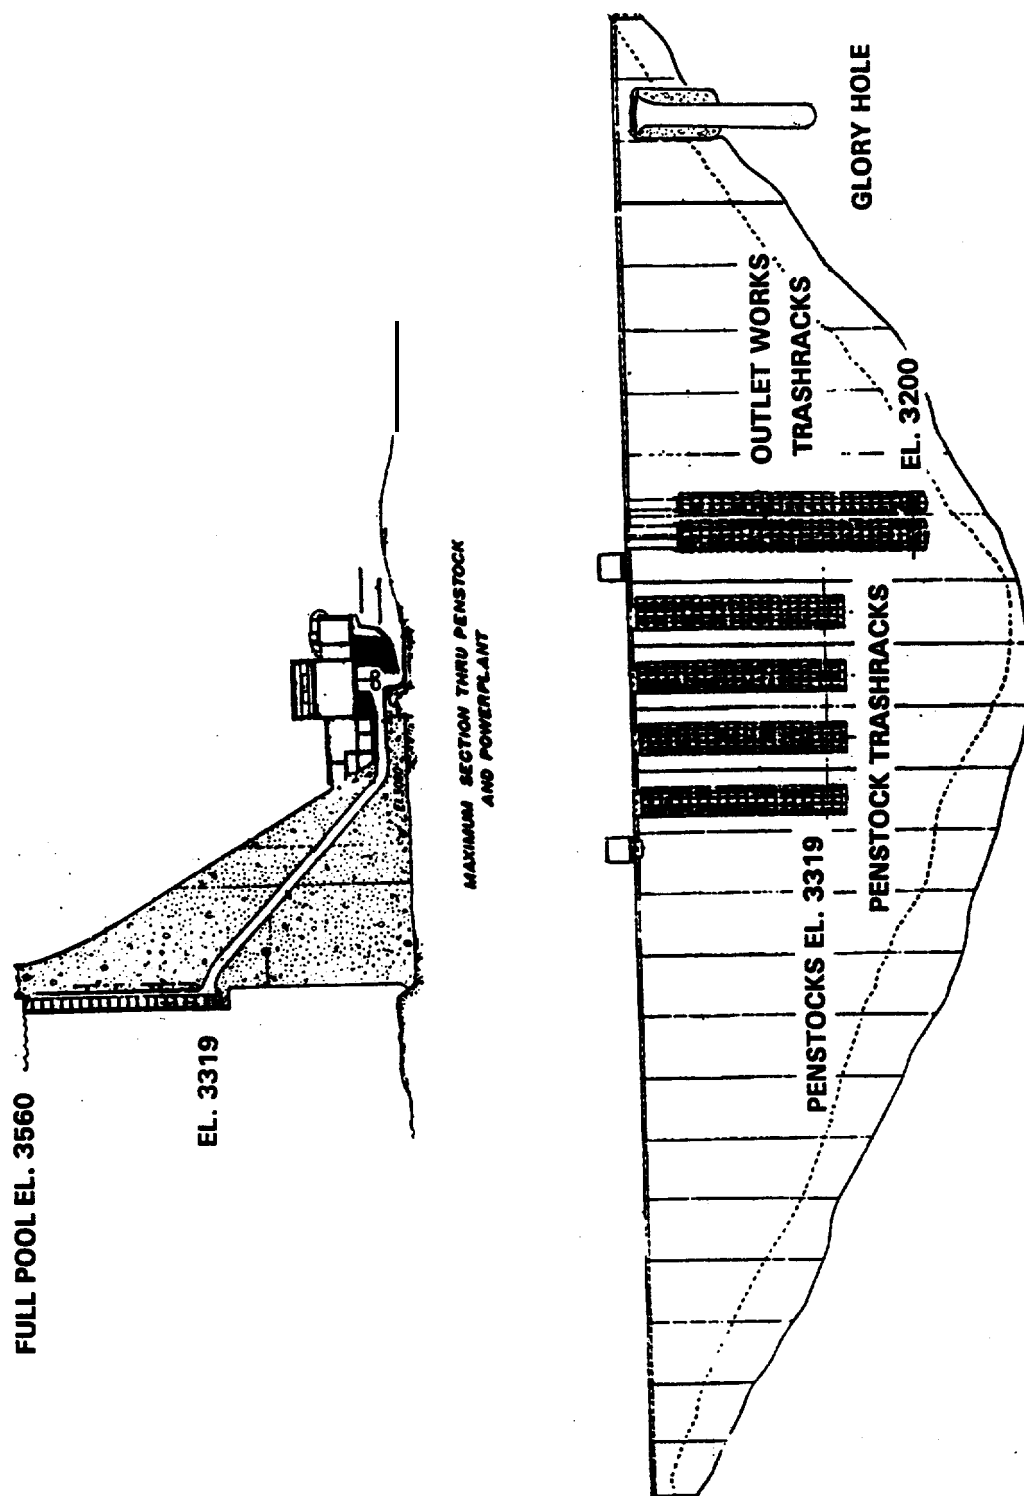 FULL POOL EL. 3560
EL. 3319
MAXIMUM SECTION THRU PENSTOCK
AND POWERPLANT
PENSTOCKS EL. 3319
PENSTOCK TRASHRACKS
OUTLET WORKS
TRASHRACKS
EL. 3200
GLORY HOLE